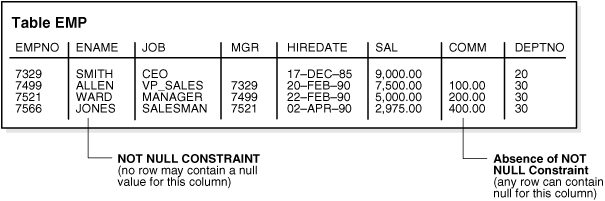 Table EMP
EMPNO ENAME JOB MGR HIREDATE SAL COMM DEPTNO
7329 SMITH CEO 17–DEC–85 9,000.00 20
7499 ALLEN VP_SALES 7329 20–FEB–90 7,500.00 100.00 30
7521 WARD MANAGER 7499 22–FEB–90 5,000.00 200.00 30
7566 JONES SALESMAN 7521 02–APR–90 2,975.00 400.00 30
NOT NULL CONSTRAINT
(no row may contain a null
value for this column)
Absence of NOT
NULL Constraint
(any row can contain
null for this column)